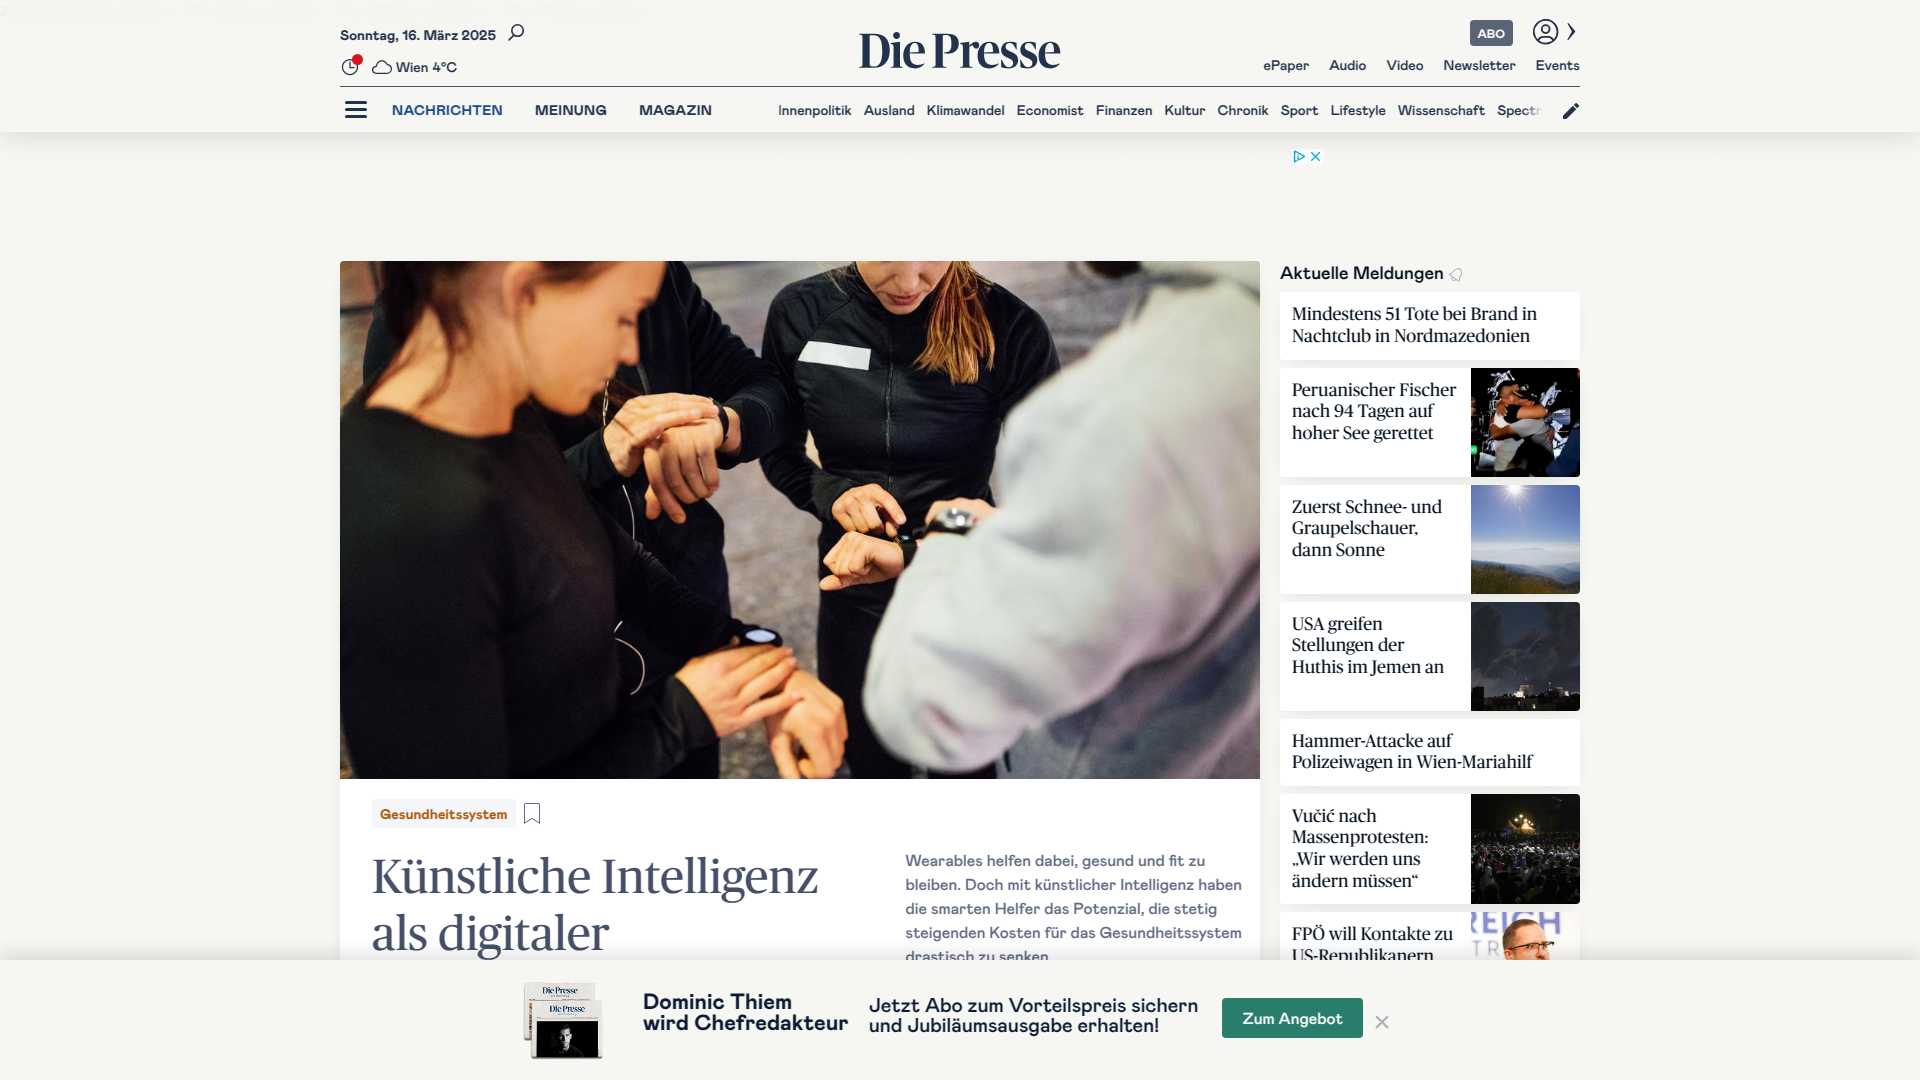 Sonntag, 16. März 2025
Wien 4°C
Die Presse
ABO
ePaper Audio Video Newsletter Events
NACHRICHTEN MEINUNG MAGAZIN
Innenpolitik Ausland Klimawandel Economist Finanzen Kultur Chronik Sport Lifestyle Wissenschaft Spectr
Gesundheitssystem
Künstliche Intelligenz
als digitaler
Wearables helfen dabei, gesund und fit zu
bleiben. Doch mit künstlicher Intelligenz haben
die smarten Helfer das Potenzial, die stetig
steigenden Kosten für das Gesundheitssystem
drastisch zu senken.
Aktuelle Meldungen
Mindestens 51 Tote bei Brand in
Nachtclub in Nordmazedonien
Peruanischer Fischer
nach 94 Tagen auf
hoher See gerettet
Zuerst Schnee- und
Graupelschauer,
dann Sonne
USA greifen
Stellungen der
Huthis im Jemen an
Hammer-Attacke auf
Polizeiwagen in Wien-Mariahilf
Vučić nach
Massenprotesten:
„Wir werden uns
ändern müssen“
FPÖ will Kontakte zu
US-Republikanern
REICH
TR
Die Presse
Die Presse
Dominic Thiem
wird Chefredakteur
Jetzt Abo zum Vorteilspreis sichern
und Jubiläumsausgabe erhalten!
Zum Angebot